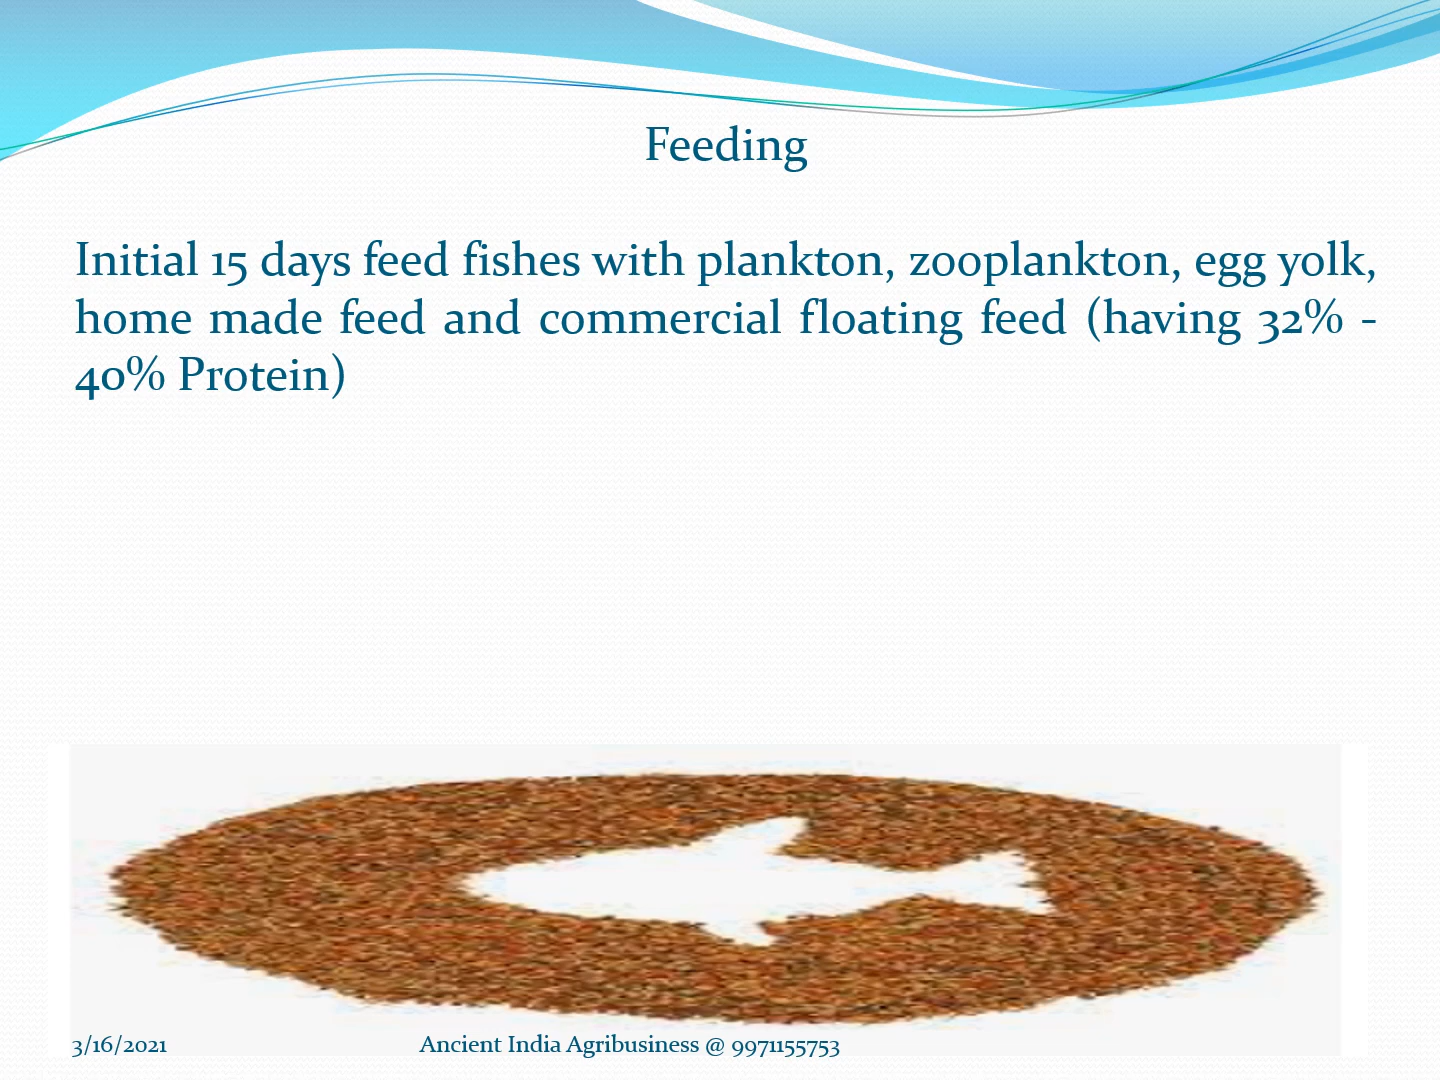 Feeding
Initial 15 days feed fishes with plankton, zooplankton, egg yolk,
home made feed and commercial floating feed (having 32% -
40% Protein)
3/16/2021
Ancient India Agribusiness @ 9971155753